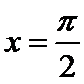 x = π/2